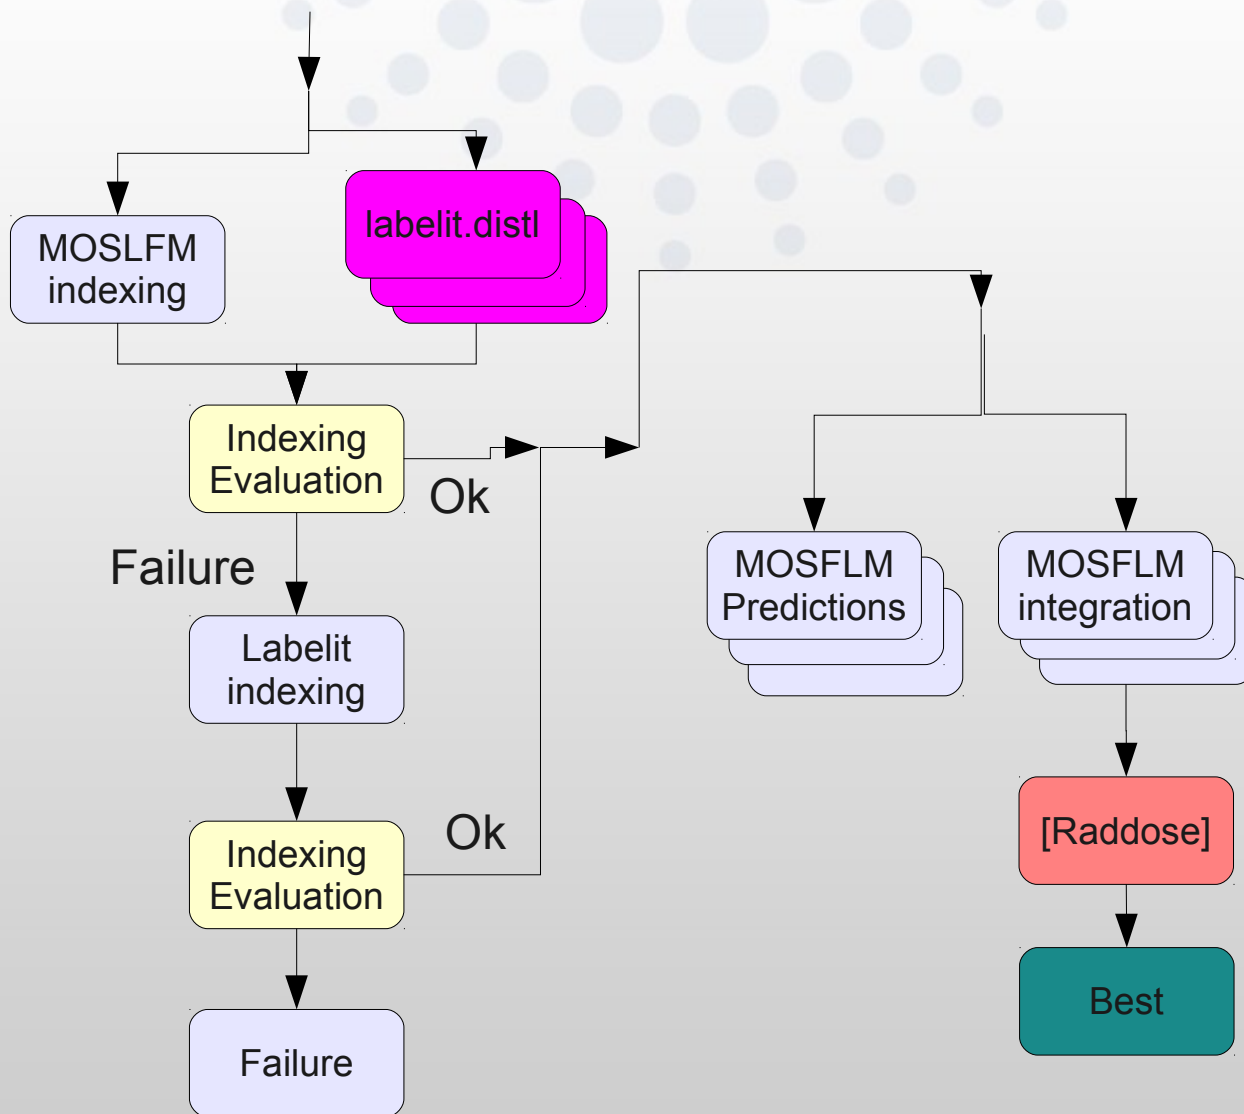 MOSLFM
indexing
labelit.distl
Indexing
Evaluation
Ok
Failure
Labelit
indexing
Indexing
Evaluation
Ok
Failure
MOSFLM
Predictions
MOSFLM
integration
[Raddose]
Best